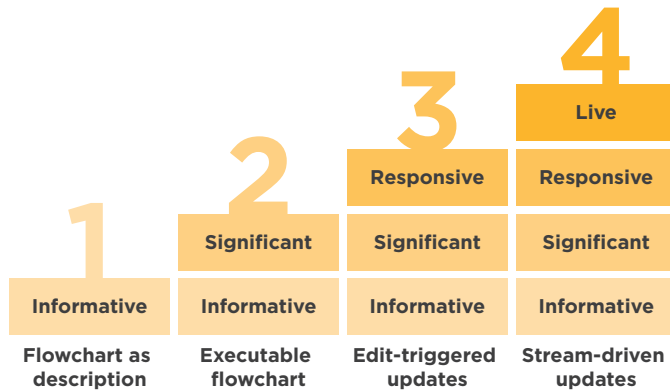 4
3
Live
2
Responsive
Responsive
1
Significant
Significant
Significant
Informative
Informative
Informative
Informative
Flowchart as
description
Executable
flowchart
Edit-triggered
updates
Stream-driven
updates